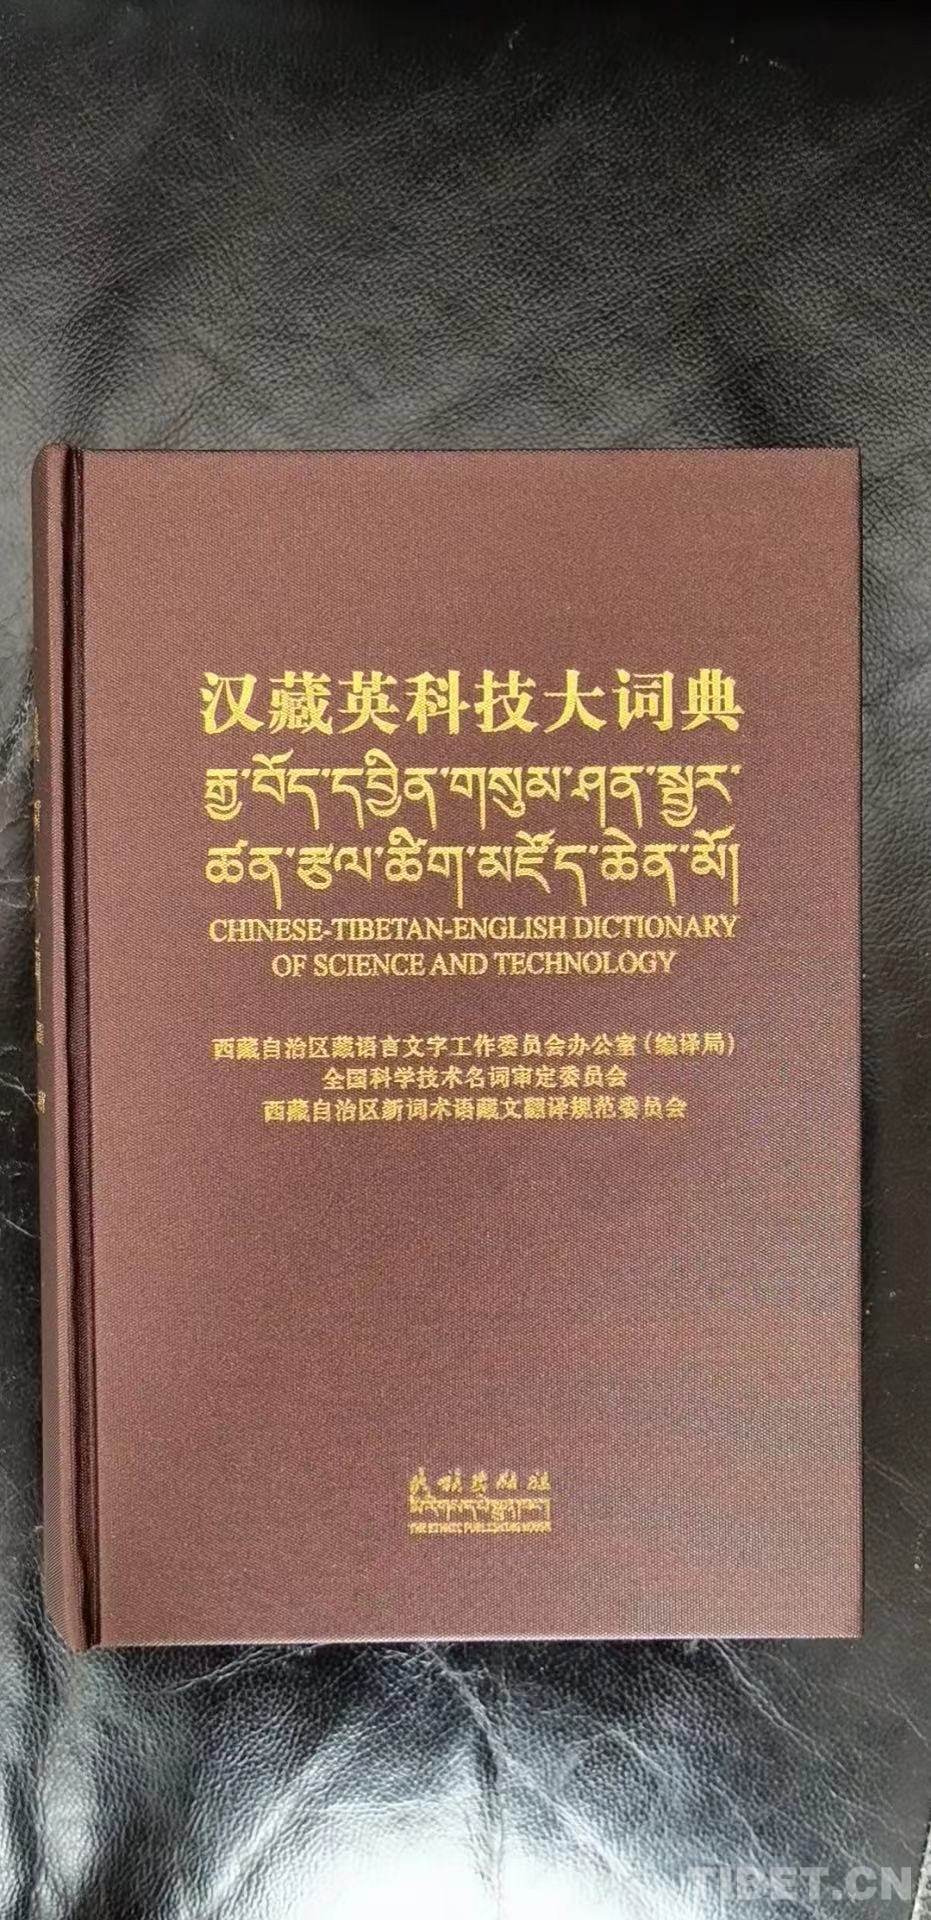 汉藏英科技大词典
རྒྱ་བོད་དབྱིན་གསུམ་ཤན་སྦྱར་
ཚན་རྩལ་ཚིག་མཛོད་ཆེན་མོ།
CHINESE-TIBETAN-ENGLISH DICTIONARY
OF SCIENCE AND TECHNOLOGY
西藏自治区藏语言文字工作委员会办公室(编译局)
全国科学技术名词审定委员会
西藏自治区新词术语藏文翻译规范委员会
民族出版社
མི་རིགས་དཔེ་སྐྲུན་ཁང་།
THE ETHNIC PUBLISHING HOUSE
TIBET.CN